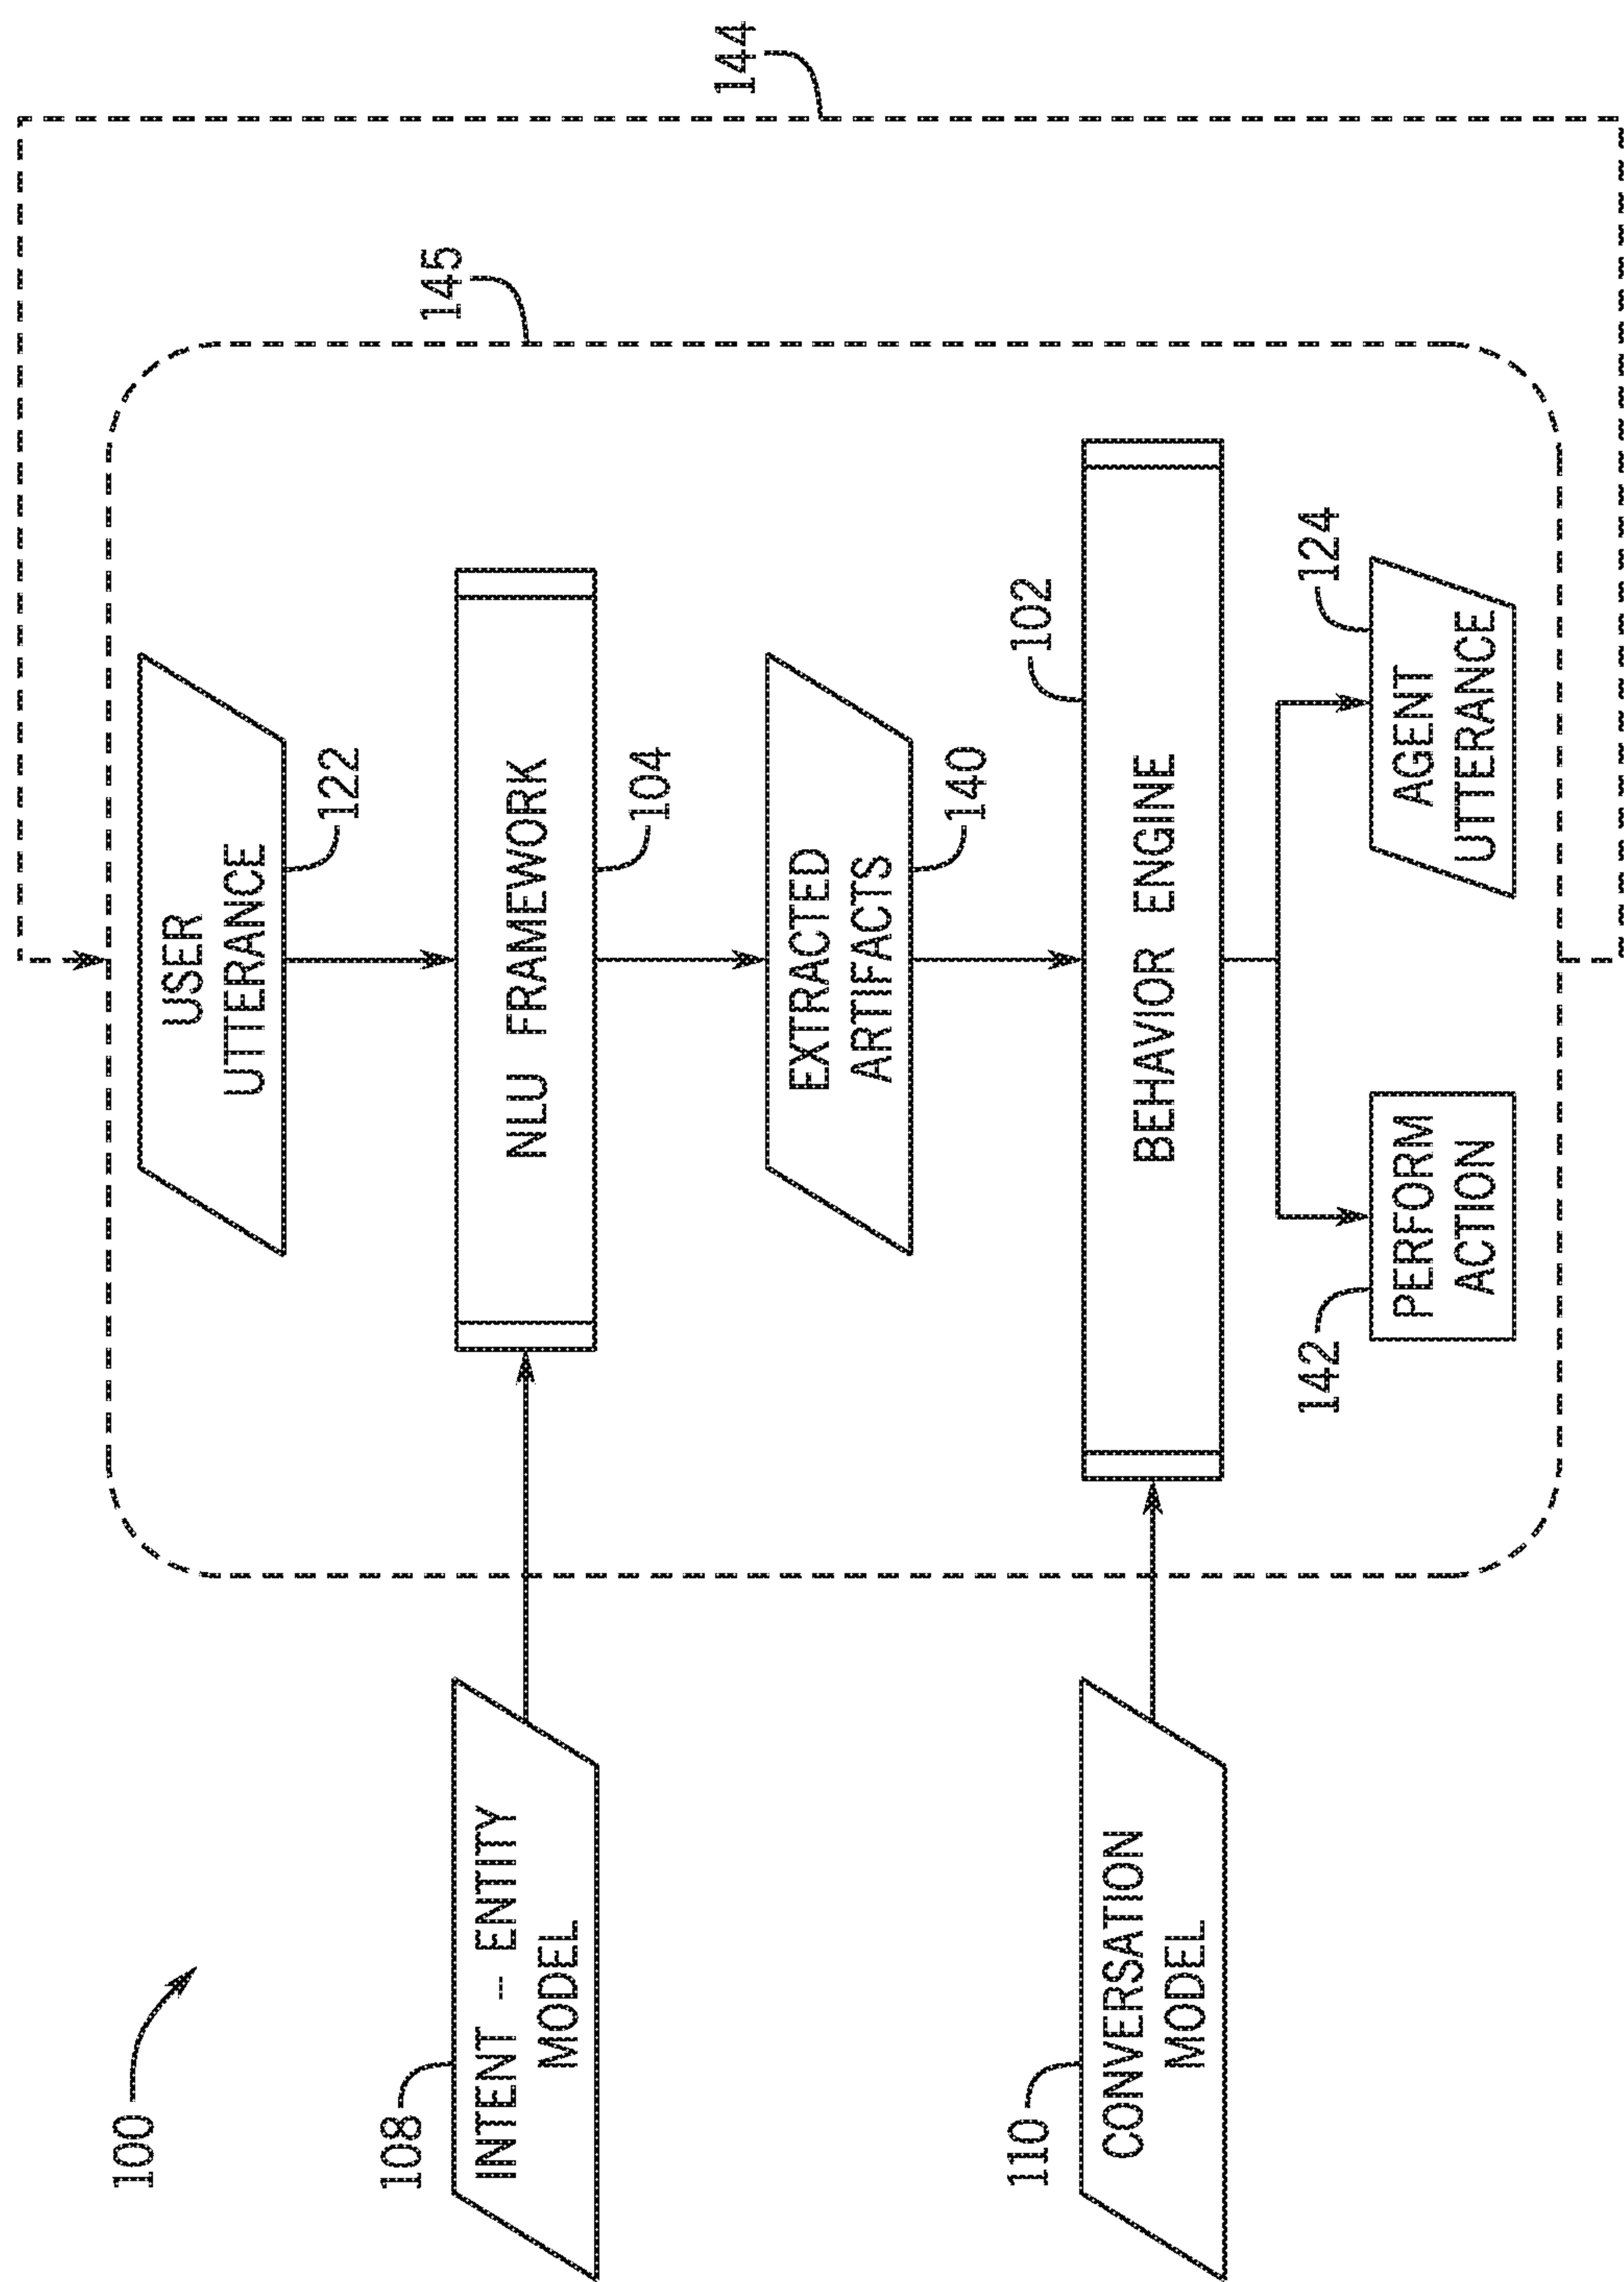 100
144
145
USER
UTTERANCE
122
108
INTENT -- ENTITY
MODEL
NLU FRAMEWORK
104
EXTRACTED
ARTIFACTS
140
110
CONVERSATION
MODEL
102
BEHAVIOR ENGINE
142
PERFORM
ACTION
124
AGENT
UTTERANCE